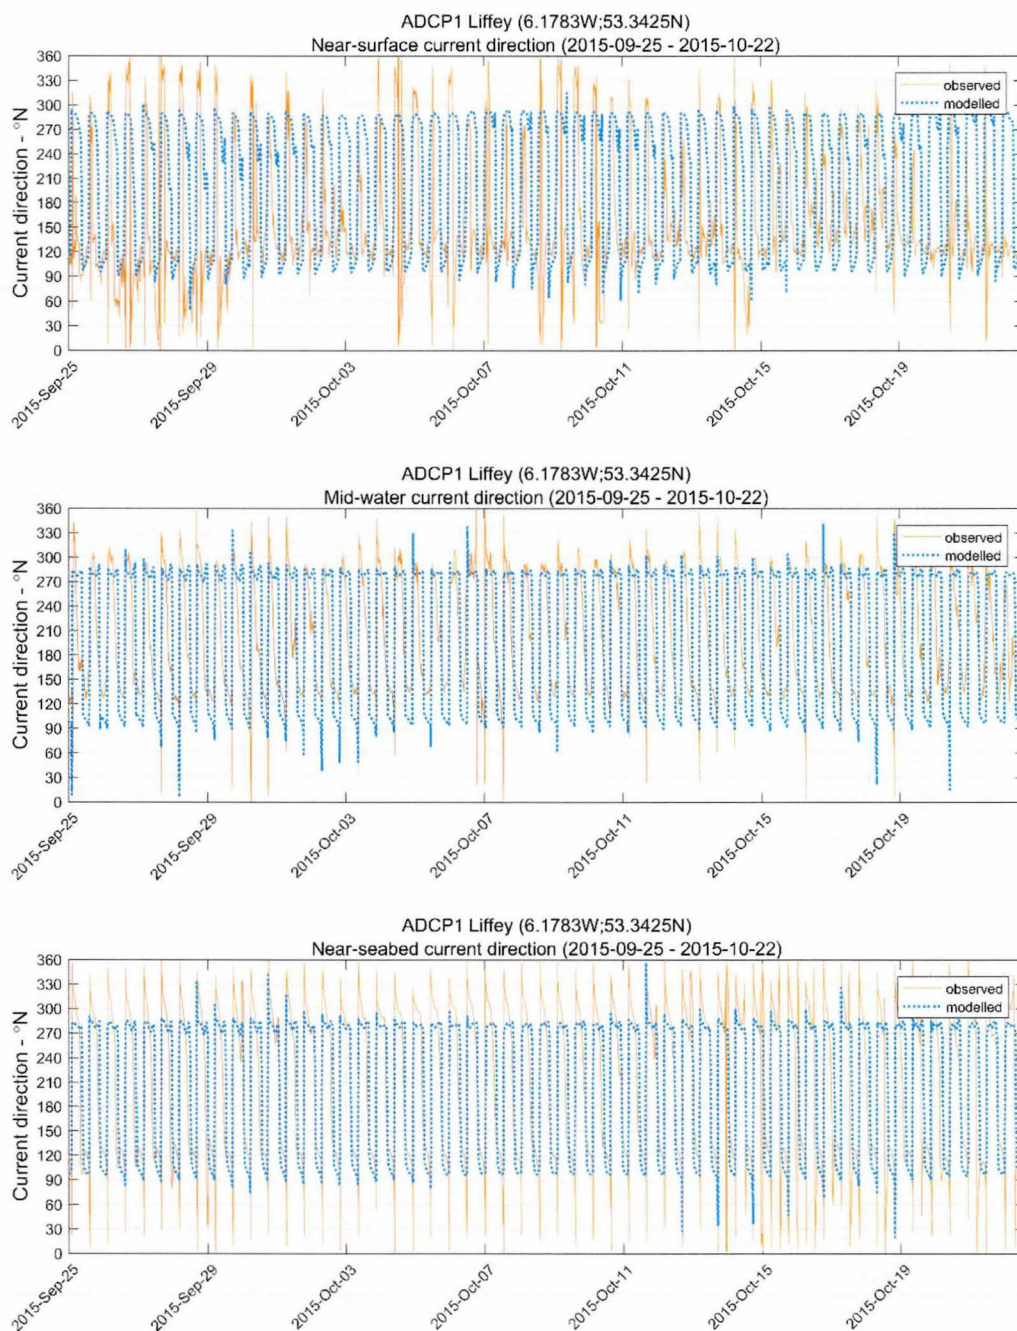 ADCP1 Liffey (6.1783W;53.3425N)
Near-surface current direction (2015-09-25 - 2015-10-22)
Current direction - °N
360
330
300
270
240
210
180
150
120
90
60
30
0
observed
modelled
2015-Sep-25
2015-Sep-29
2015-Oct-03
2015-Oct-07
2015-Oct-11
2015-Oct-15
2015-Oct-19
ADCP1 Liffey (6.1783W;53.3425N)
Mid-water current direction (2015-09-25 - 2015-10-22)
Current direction - °N
360
330
300
270
240
210
180
150
120
90
60
30
0
observed
modelled
2015-Sep-25
2015-Sep-29
2015-Oct-03
2015-Oct-07
2015-Oct-11
2015-Oct-15
2015-Oct-19
ADCP1 Liffey (6.1783W;53.3425N)
Near-seabed current direction (2015-09-25 - 2015-10-22)
Current direction - °N
360
330
300
270
240
210
180
150
120
90
60
30
0
observed
modelled
2015-Sep-25
2015-Sep-29
2015-Oct-03
2015-Oct-07
2015-Oct-11
2015-Oct-15
2015-Oct-19